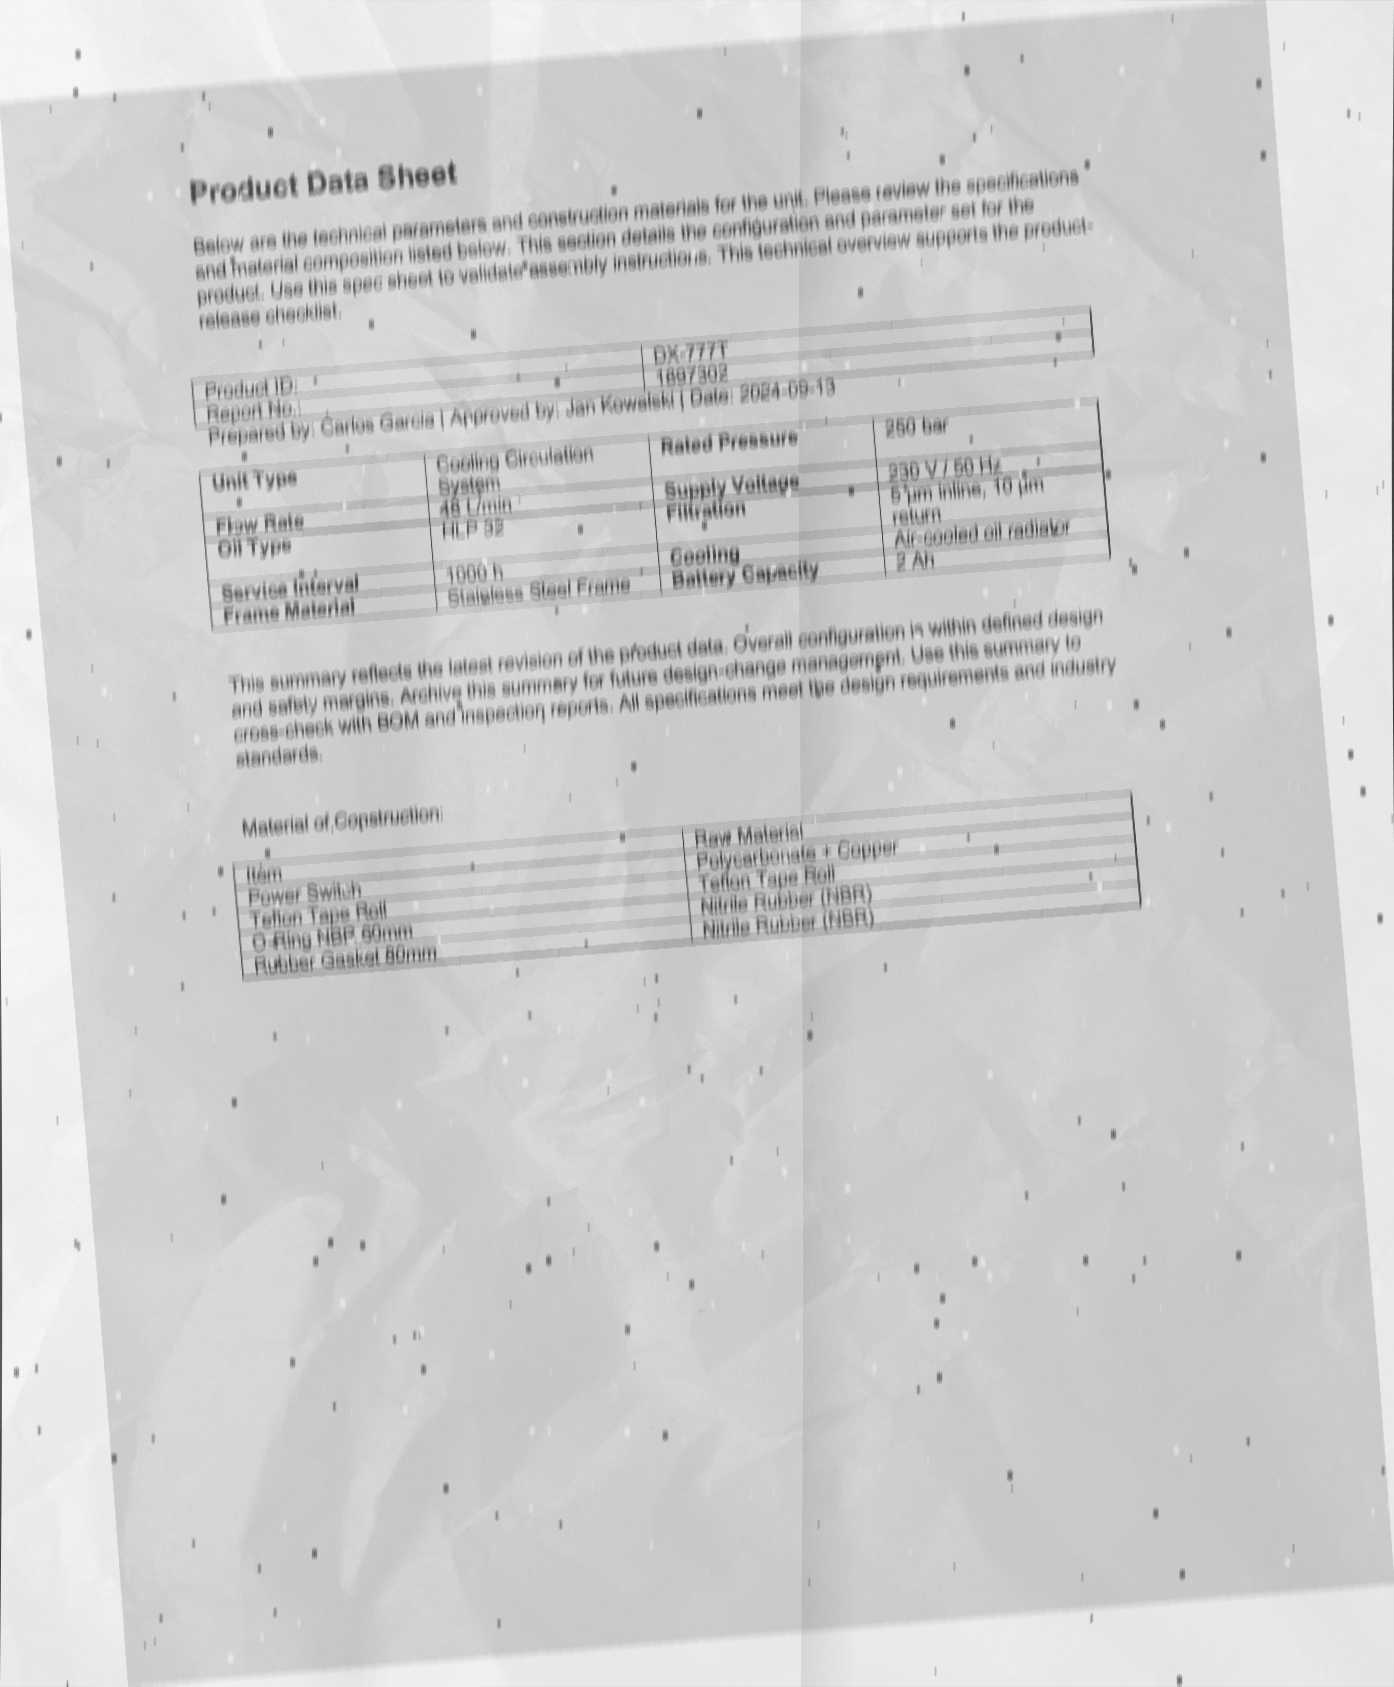 Product Data Sheet
Below are the technical parameters and construction materials for the unit. Please review the specifications
and material composition listed below. This section details the configuration and parameter set for the
product. Use this spec sheet to validate assembly instructions. This technical overview supports the product-
release checklist.
Product ID: DX-777T
Report No.: 1697302
Prepared by: Carlos Garcia | Approved by: Jan Kowalski | Date: 2024-09-13
Unit Type Cooling Circulation System Rated Pressure 250 bar
Flow Rate L/min Supply Voltage 230 V / 50 Hz
Oil Type HLP 32 Filtration 5 µm inline, 10 µm return
Service Interval 1000 h Cooling Air-cooled oil radiator
Frame Material Stainless Steel Frame Battery Capacity 2 Ah
This summary reflects the latest revision of the product data. Overall configuration is within defined design
and safety margins. Archive this summary for future design-change management. Use this summary to
cross-check with BOM and inspection reports. All specifications meet the design requirements and industry
standards.
Material of Construction:
Item Raw Material
Power Switch Polycarbonate + Copper
Teflon Tape Roll Teflon Tape Roll
O-Ring Nitrile Rubber (NBR)
Rubber Gasket 80mm Nitrile Rubber (NBR)